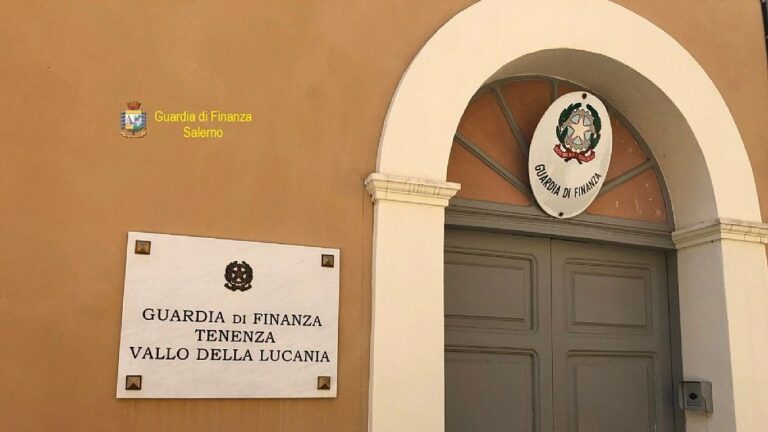 Guardia di Finanza
Salerno
GUARDIA DI FINANZA
TENENZA
VALLO DELLA LUCANIA
GUARDIA DI FINANZA